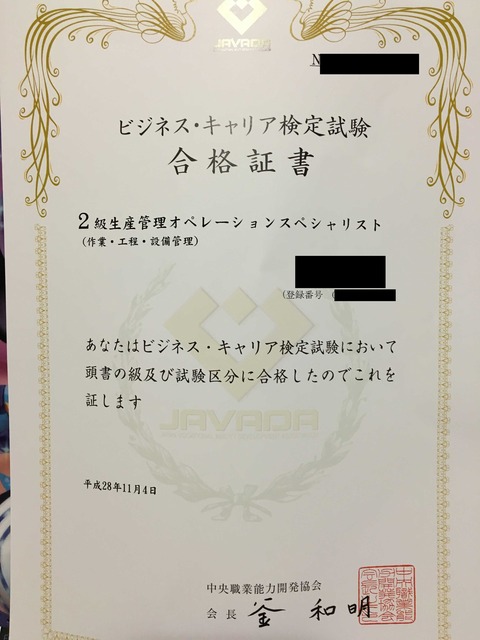 JAVADA
N
ビジネス・キャリア検定試験
合格証書
2級生産管理オペレーションスペシャリスト
(作業・工程・設備管理)
(登録番号 (
あなたはビジネス・キャリア検定試験において
頭書の級及び試験区分に合格したのでこれを
証します
JAVADA
平成28年11月4日
中央職業能力開発協会
会長 釜 和明